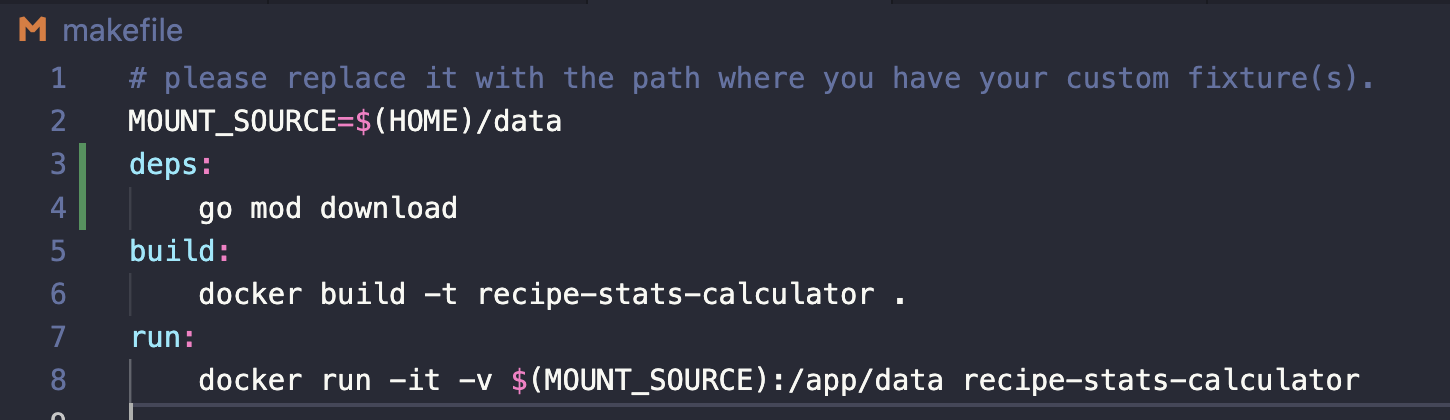 M makefile
1 # please replace it with the path where you have your custom fixture(s).
2 MOUNT_SOURCE=$(HOME)/data
3 deps:
4 go mod download
5 build:
6 docker build -t recipe-stats-calculator .
7 run:
8 docker run -it -v $(MOUNT_SOURCE):/app/data recipe-stats-calculator